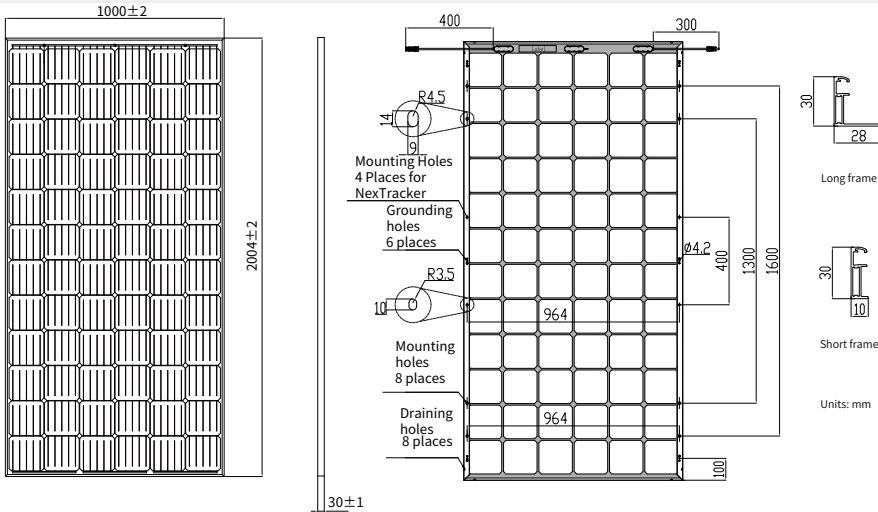 1000±2
2004±2
30±1
400
300
Label
R4.5
14
9
Mounting Holes
4 Places for
NexTracker
Grounding
holes
6 places
R3.5
10
Mounting
holes
8 places
Draining
holes
8 places
964
964
ø4.2
400
1300
1600
100
30
28
Long frame
30
10
Short frame
Units: mm